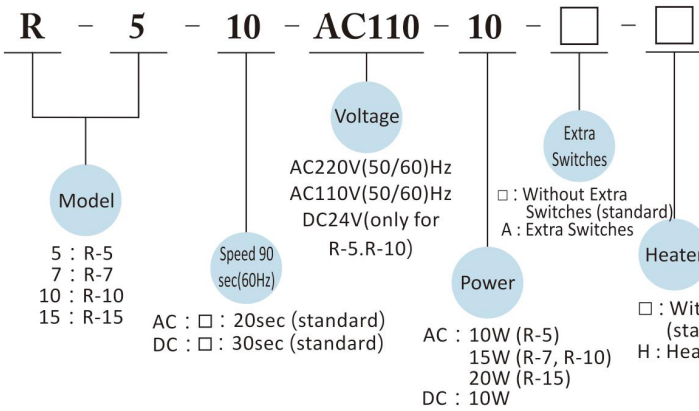 R - 5 - 10 - AC110 - 10 - □ - □
Model
5 : R-5
7 : R-7
10 : R-10
15 : R-15
Speed 90
sec(60Hz)
AC : □ : 20sec (standard)
DC : □ : 30sec (standard)
Voltage
AC220V(50/60)Hz
AC110V(50/60)Hz
DC24V(only for
R-5.R-10)
Power
AC : 10W (R-5)
15W (R-7, R-10)
20W (R-15)
DC : 10W
Extra
Switches
□ : Without Extra
Switches (standard)
A : Extra Switches
Heater
□ :
H :